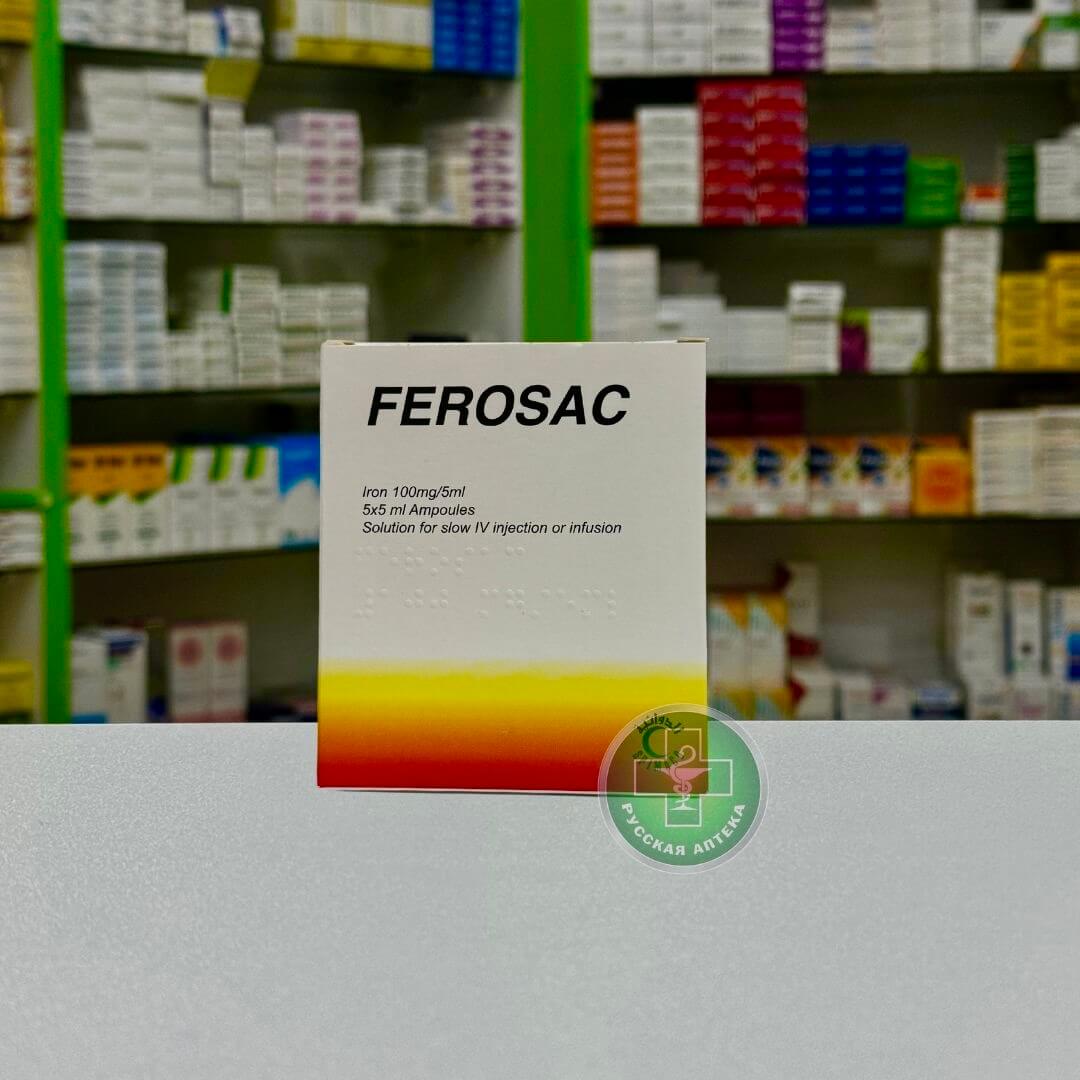 FEROSAC
Iron 100mg/5ml
5x5 ml Ampoules
Solution for slow IV injection or infusion
РУССКАЯ АПТЕКА